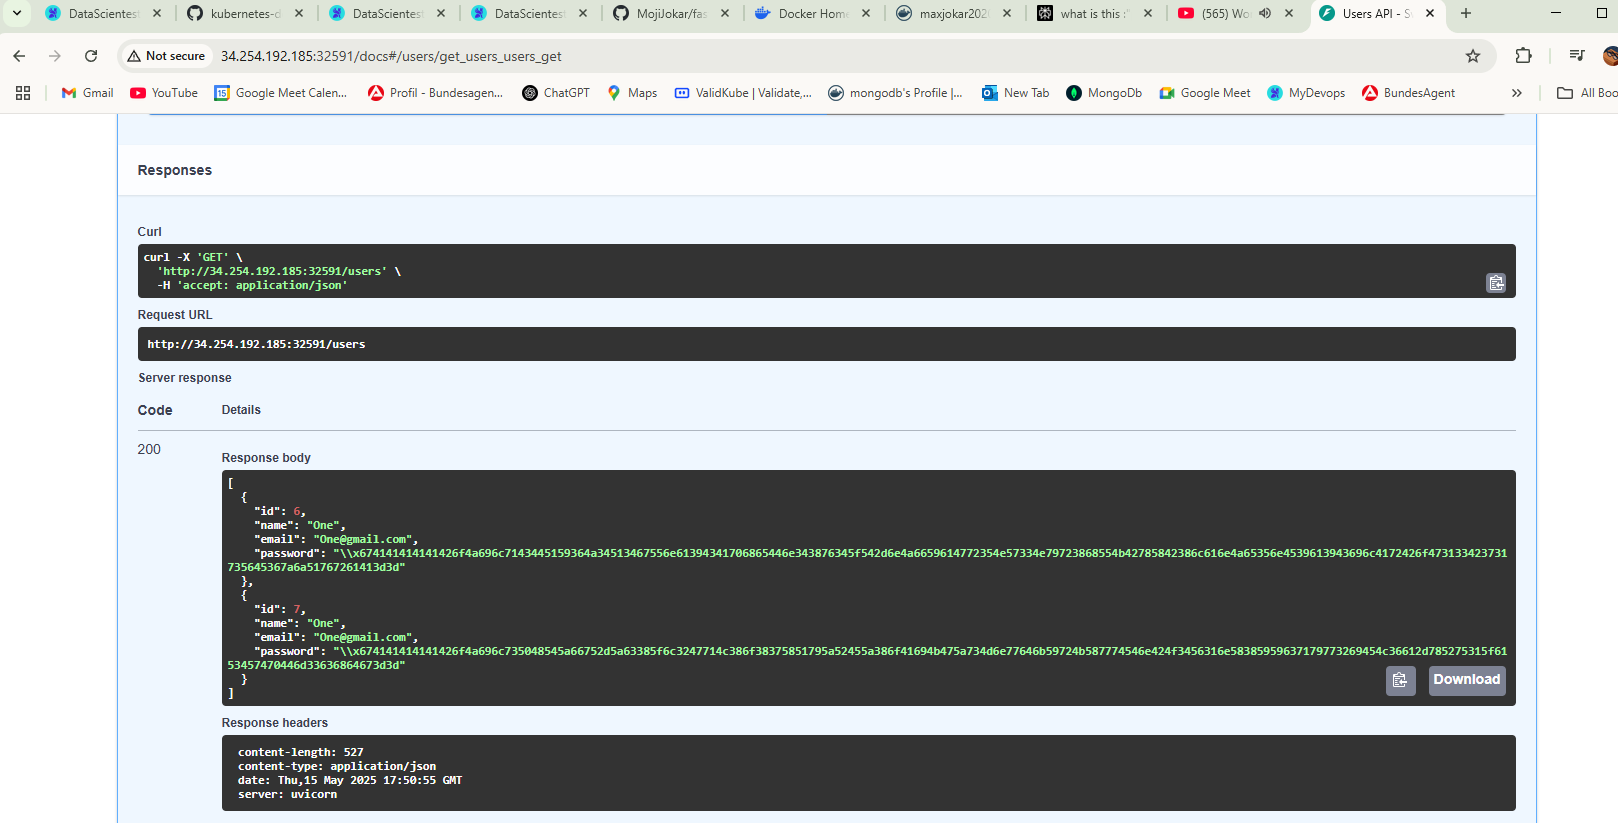 DataScientest
kubernetes-d
DataScientest
DataScientest
MojiJokar/fas
Docker Home
maxjokar202
what is this :"
(565) Wo
Users API - S
Not secure
34.254.192.185:32591/docs#/users/get_users_users_get
Gmail
YouTube
Google Meet Calen...
Profil - Bundesagen...
ChatGPT
Maps
ValidKube | Validate,...
mongodb's Profile |...
New Tab
MongoDb
Google Meet
MyDevops
BundesAgent
All Boo
Responses
Curl
curl -X 'GET' \
'http://34.254.192.185:32591/users' \
-H 'accept: application/json'
Request URL
http://34.254.192.185:32591/users
Server response
Code
Details
200
Response body
[
{
"id": 6,
"name": "One",
"email": "One@gmail.com",
"password": "\\x674141414141426f4a696c7143445159364a34513467556e61394341706865446e343876345f542d6e4a6659614772354e57334e79723868554b42785842386c616e4a65356e4539613943696c4172426f473133423731
735645367a6a51767261413d3d"
},
{
"id": 7,
"name": "One",
"email": "One@gmail.com",
"password": "\\x674141414141426f4a696c735048545a66752d5a63385f6c3247714c386f38375851795a52455a386f41694b475a734d6e77646b59724b587774546e424f3456316e58385959637179773269454c36612d785275315f61
53457470446d33636864673d3d"
}
]
Download
Response headers
content-length: 527
content-type: application/json
date: Thu,15 May 2025 17:50:55 GMT
server: uvicorn